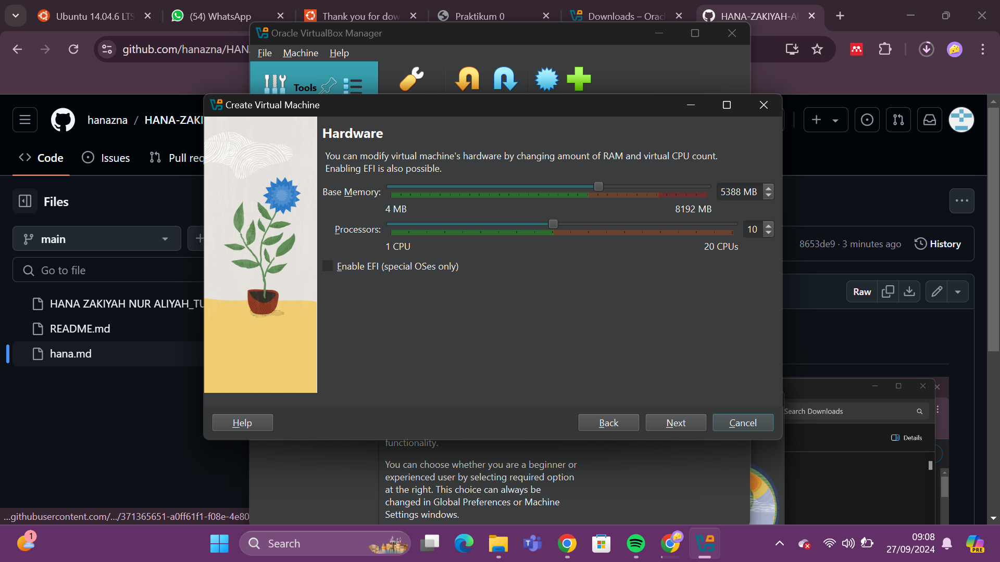 Ubuntu 14.04.6 LTS
(54) WhatsApp
Thank you for dow
Praktikum 0
Downloads – Orac
HANA-ZAKIYAH-A
github.com/hanazna/HAN
Oracle VirtualBox Manager
File Machine Help
Tools
hanazna / HANA-ZAKI
Code
Issues
Pull req
Files
main
Go to file
HANA ZAKIYAH NUR ALIYAH_TU
README.md
hana.md
Create Virtual Machine
Hardware
You can modify virtual machine's hardware by changing amount of RAM and virtual CPU count.
Enabling EFI is also possible.
Base Memory:
5388 MB
4 MB
8192 MB
Processors:
10
1 CPU
20 CPUs
Enable EFI (special OSes only)
Help
Back
Next
Cancel
8653de9 · 3 minutes ago
History
Raw
Search Downloads
Details
functionality.
You can choose whether you are a beginner or
experienced user by selecting required option
at the right. This choice can always be
changed in Global Preferences or Machine
Settings windows.
...githubusercontent.com/.../371365651-a0ff61f1-f08e-4e80
1
Search
09:08
27/09/2024
PRE